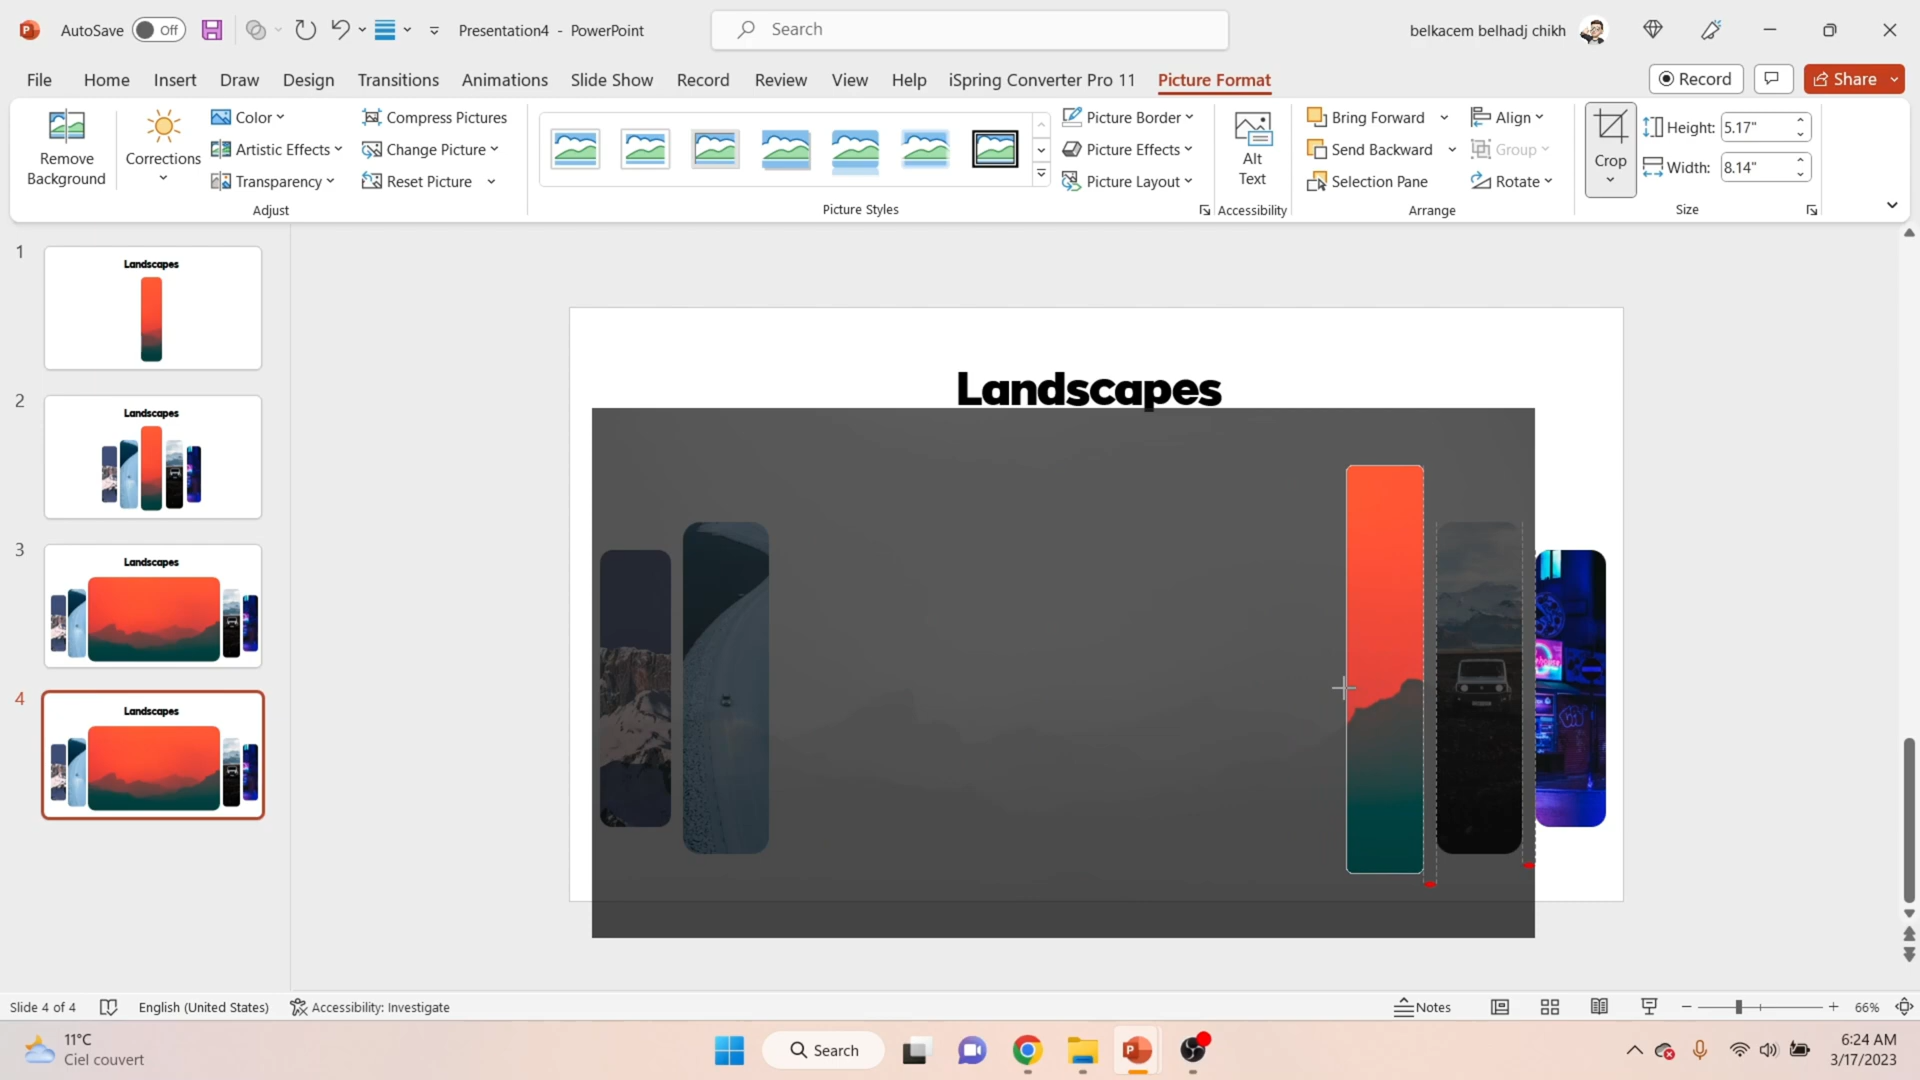 AutoSave Off Presentation4 - PowerPoint Search belkacem belhadj chikh
File Home Insert Draw Design Transitions Animations Slide Show Record Review View Help iSpring Converter Pro 11 Picture Format Record Share
Remove Background
Corrections
Color
Artistic Effects
Transparency
Compress Pictures
Change Picture
Reset Picture
Adjust
Picture Styles
Picture Border
Picture Effects
Picture Layout
Alt Text
Accessibility
Bring Forward
Send Backward
Selection Pane
Align
Group
Rotate
Arrange
Crop
Height: 5.17"
Width: 8.14"
Size
1
Landscapes
2
Landscapes
3
Landscapes
4
Landscapes
Landscapes
Slide 4 of 4 English (United States) Accessibility: Investigate Notes 66%
11°C
Ciel couvert
Search
6:24 AM
3/17/2023